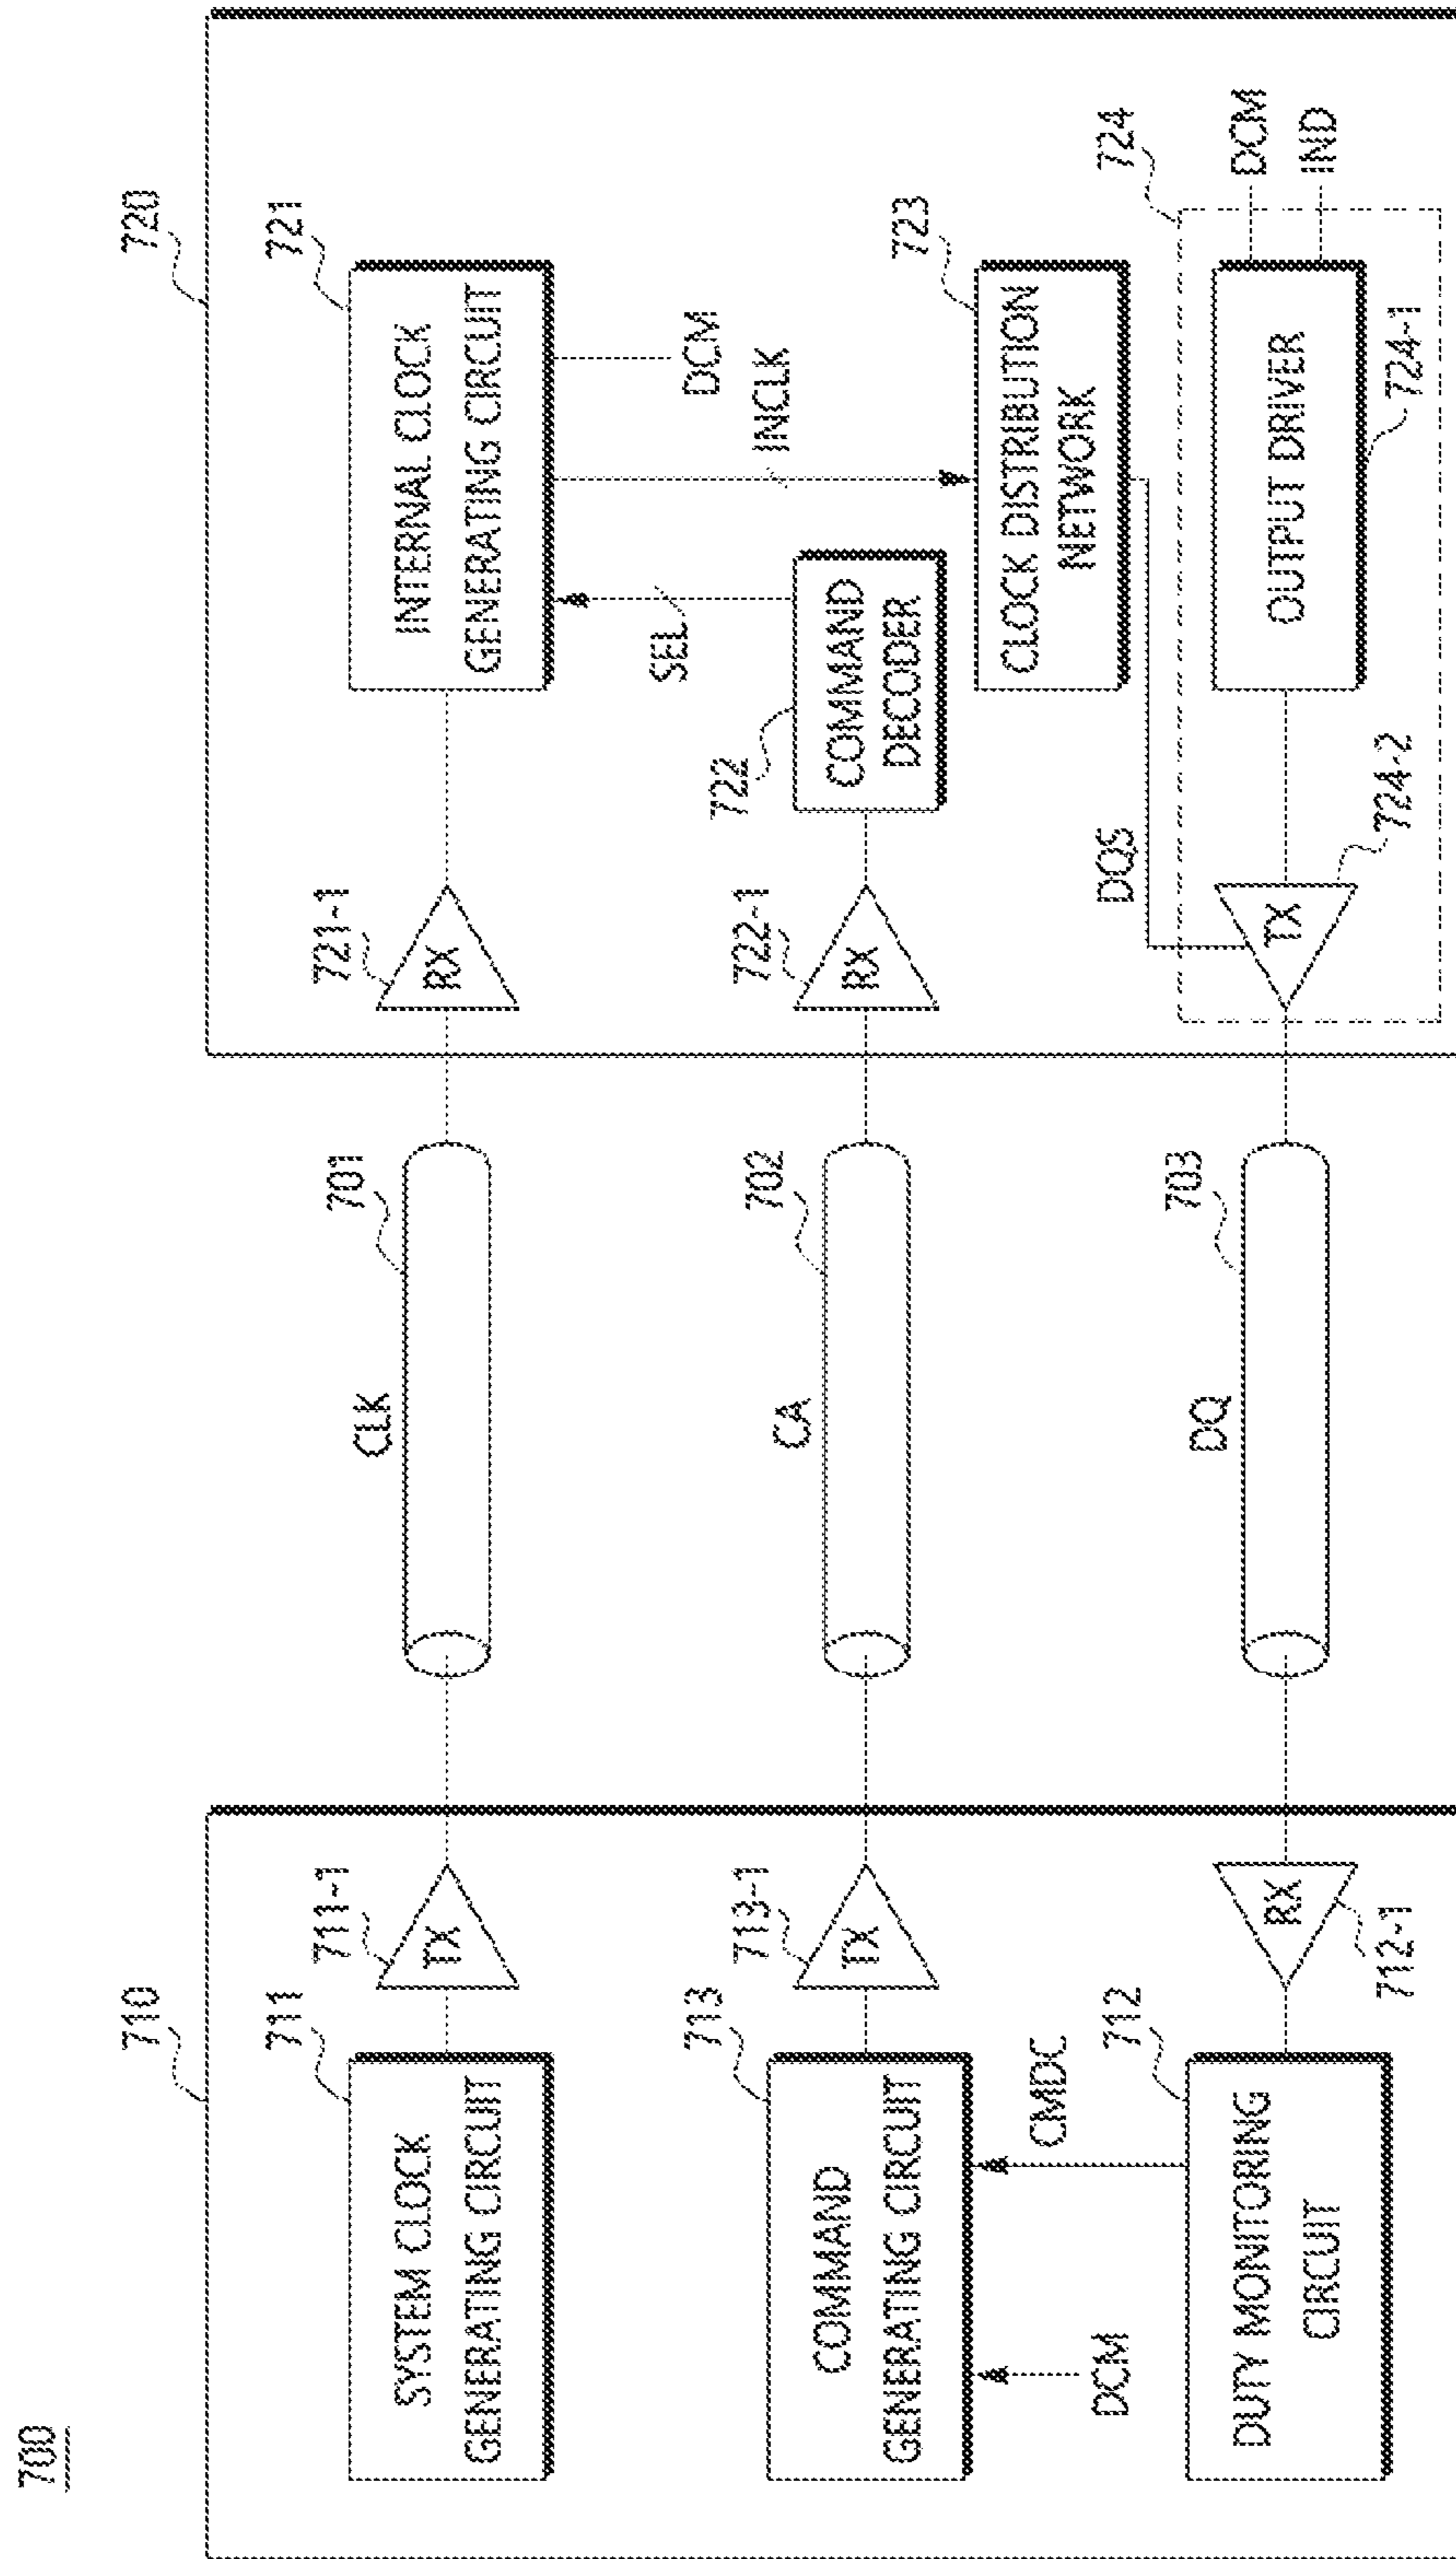 700
710
711
SYSTEM CLOCK
GENERATING CIRCUIT
711-1
TX
701
CLK
720
721-1
RX
721
INTERNAL CLOCK
GENERATING CIRCUIT
713
COMMAND
GENERATING CIRCUIT
713-1
TX
702
CA
722-1
RX
722
COMMAND
DECODER
SEL
DCM
INCLK
DCM
CMDC
723
CLOCK DISTRIBUTION
NETWORK
712
DUTY MONITORING
CIRCUIT
RX
712-1
703
DQ
DQS
724
TX
724-2
OUTPUT DRIVER
724-1
DCM
IND